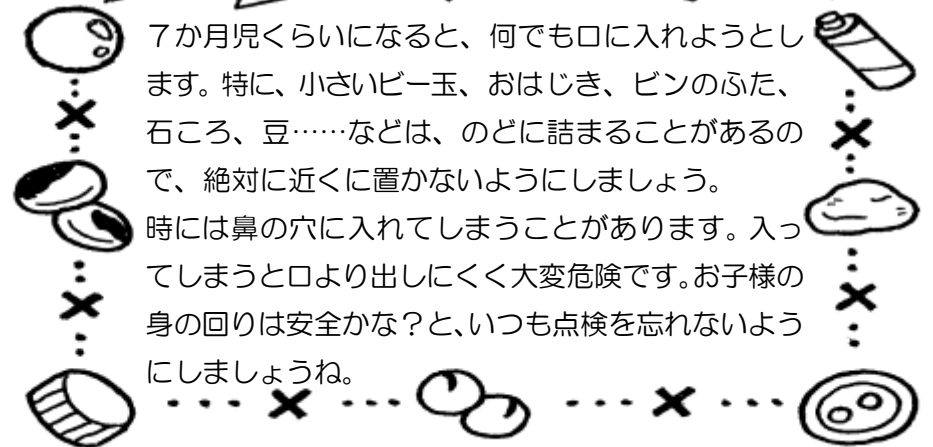 ７か月児くらいになると、何でも口に入れようとし
ます。特に、小さいビー玉、おはじき、ビンのふた、
石ころ、豆……などは、のどに詰まることがあるの
で、絶対に近くに置かないようにしましょう。
時には鼻の穴に入れてしまうことがあります。入っ
てしまうと口より出しにくく大変危険です。お子様の
身の回りは安全かな？と、いつも点検を忘れないよう
にしましょうね。